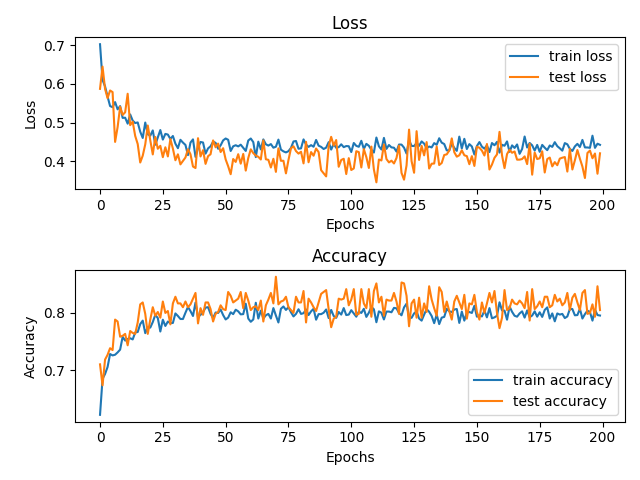 Loss
0.7
0.6
0.5
0.4
Loss
train loss
test loss
0 25 50 75 100 125 150 175 200
Epochs
Accuracy
0.8
0.7
Accuracy
train accuracy
test accuracy
0 25 50 75 100 125 150 175 200
Epochs